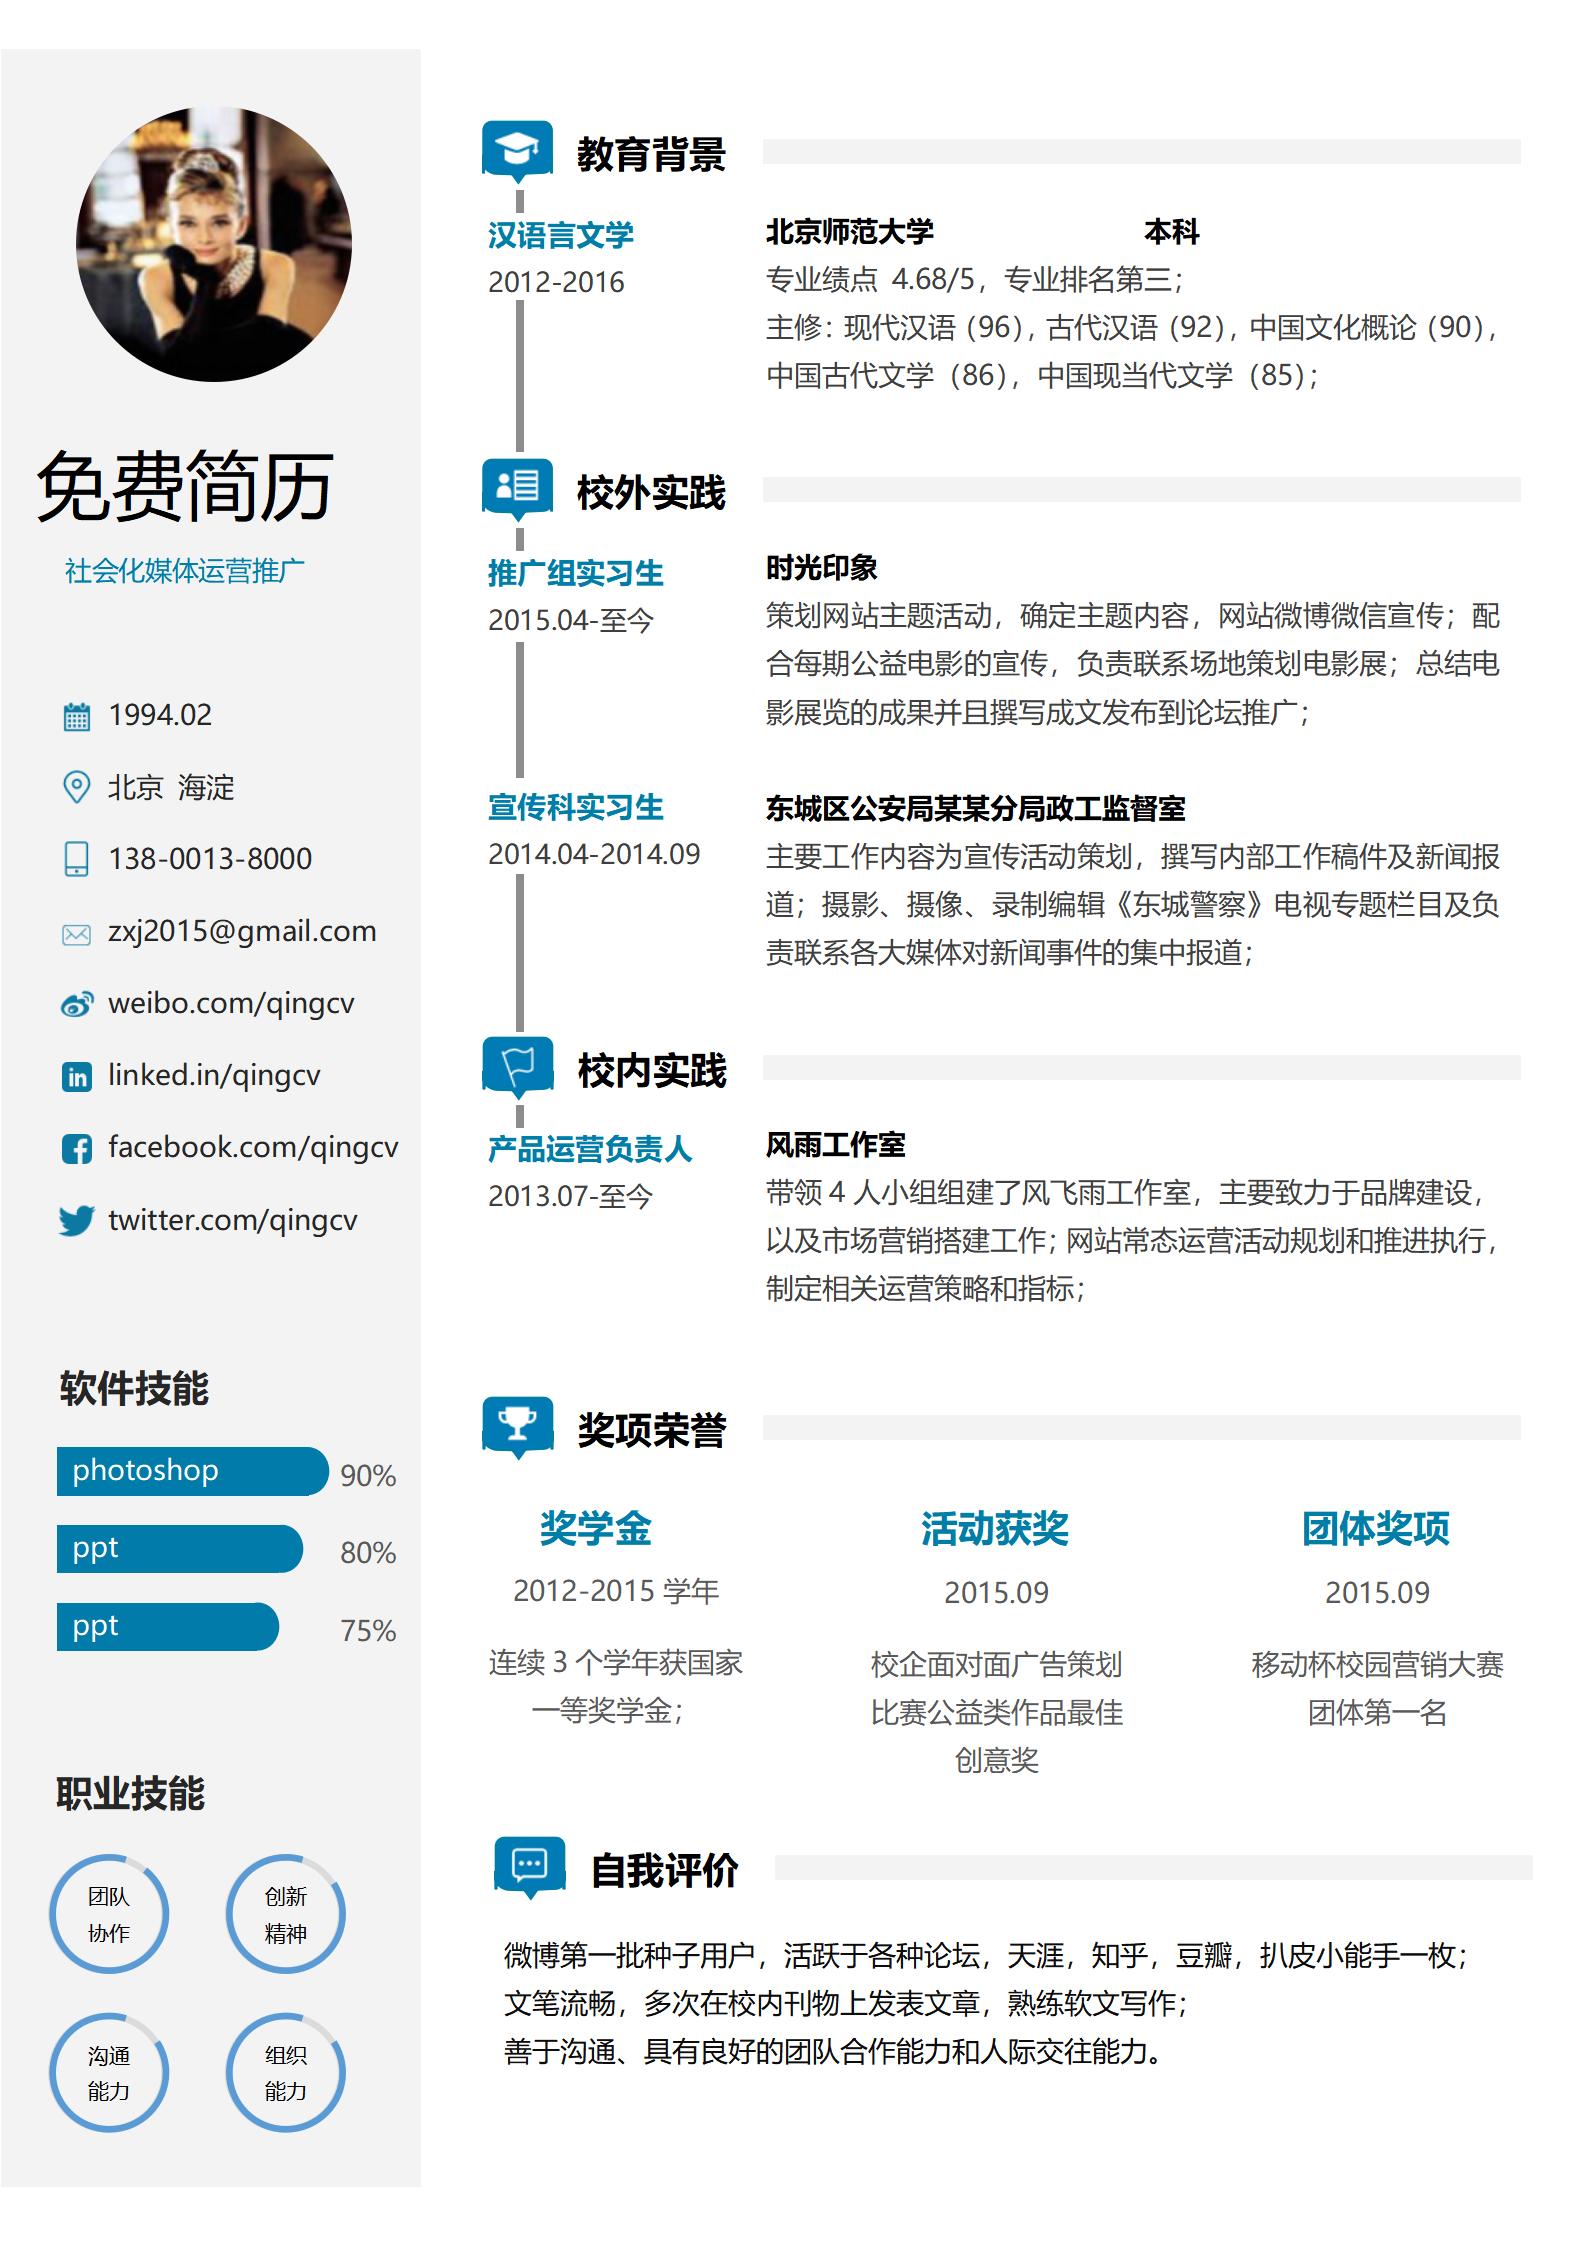 免费简历
社会化媒体运营推广
1994.02
北京 海淀
138-0013-8000
zxj2015@gmail.com
weibo.com/qingcv
linked.in/qingcv
facebook.com/qingcv
twitter.com/qingcv
软件技能
photoshop 90%
ppt 80%
ppt 75%
职业技能
团队
协作
创新
精神
沟通
能力
组织
能力
教育背景
汉语言文学
2012-2016
北京师范大学 本科
专业绩点 4.68/5，专业排名第三；
主修：现代汉语（96），古代汉语（92），中国文化概论（90），
中国古代文学（86），中国现当代文学（85）；
校外实践
推广组实习生
2015.04-至今
时光印象
策划网站主题活动，确定主题内容，网站微博微信宣传；配
合每期公益电影的宣传，负责联系场地策划电影展；总结电
影展览的成果并且撰写成文发布到论坛推广；
宣传科实习生
2014.04-2014.09
东城区公安局某某分局政工监督室
主要工作内容为宣传活动策划，撰写内部工作稿件及新闻报
道；摄影、摄像、录制编辑《东城警察》电视专题栏目及负
责联系各大媒体对新闻事件的集中报道；
校内实践
产品运营负责人
2013.07-至今
风雨工作室
带领 4 人小组组建了风飞雨工作室，主要致力于品牌建设，
以及市场营销搭建工作；网站常态运营活动规划和推进执行，
制定相关运营策略和指标；
奖项荣誉
奖学金
2012-2015 学年
连续 3 个学年获国家
一等奖学金；
活动获奖
2015.09
校企面对面广告策划
比赛公益类作品最佳
创意奖
团体奖项
2015.09
移动杯校园营销大赛
团体第一名
自我评价
微博第一批种子用户，活跃于各种论坛，天涯，知乎，豆瓣，扒皮小能手一枚；
文笔流畅，多次在校内刊物上发表文章，熟练软文写作；
善于沟通、具有良好的团队合作能力和人际交往能力。